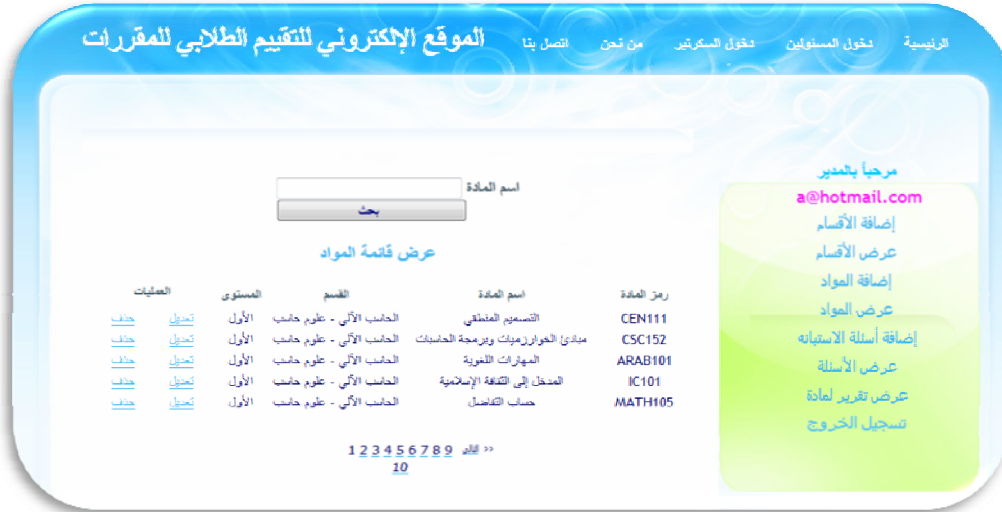 الرئيسية دخول المسئولين دخول السكرتير من نحن اتصل بنا الموقع الإلكتروني للتقييم الطلابي للمقررات
مرحباً بالمدير
a@hotmail.com
إضافة الأقسام
عرض الأقسام
إضافة المواد
عرض المواد
إضافة أسئلة الاستبيانه
عرض الأسئلة
عرض تقرير لمادة
تسجيل الخروج
اسم المادة
بحث
عرض قائمة المواد
رمز المادة اسم المادة القسم المستوى العمليات
CEN111 التصميم المنطقي الحاسب الآلي - علوم حاسب الأول تعديل حذف
CSC152 مبادئ الخوارزميات وبرمجة الحاسبات الحاسب الآلي - علوم حاسب الأول تعديل حذف
ARAB101 المهارات اللغوية الحاسب الآلي - علوم حاسب الأول تعديل حذف
IC101 المدخل إلى الثقافة الإسلامية الحاسب الآلي - علوم حاسب الأول تعديل حذف
MATH105 حساب التفاضل الحاسب الآلي - علوم حاسب الأول تعديل حذف
1 2 3 4 5 6 7 8 9 التالي >>
10